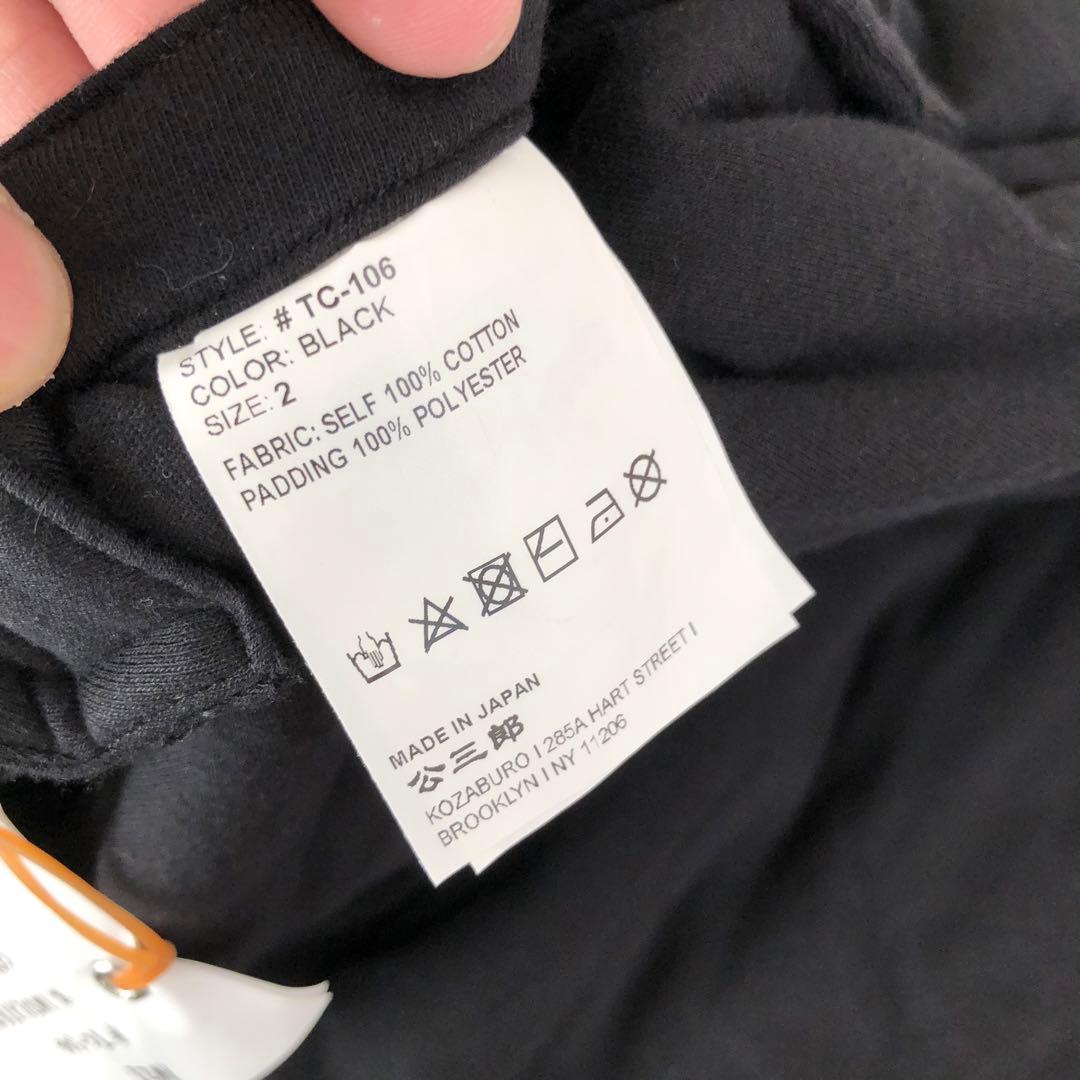 STYLE: # TC-106
COLOR: BLACK
SIZE: 2
FABRIC: SELF 100% COTTON
PADDING 100% POLYESTER
MADE IN JAPAN
公三郎
KOZABURO I 285A HART STREET I
BROOKLYN I NY 11206